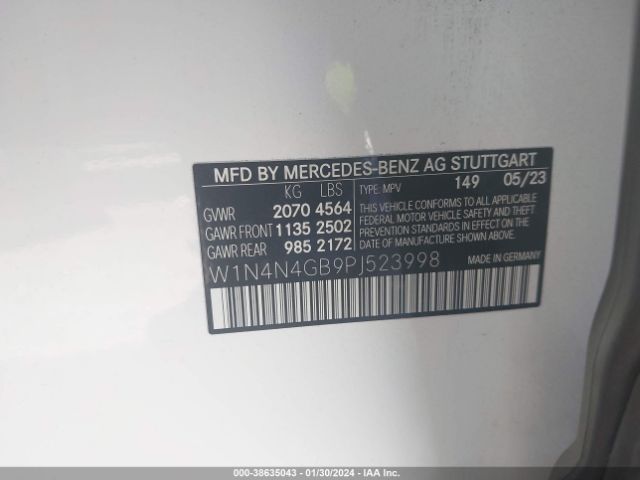 MFD BY MERCEDES-BENZ AG STUTTGART
KG LBS TYPE: MPV 149 05/23
GVWR 2070 4564
GAWR FRONT 1135 2502
GAWR REAR 985 2172
THIS VEHICLE CONFORMS TO ALL APPLICABLE
FEDERAL MOTOR VEHICLE SAFETY AND THEFT
PREVENTION STANDARDS IN EFFECT ON THE
DATE OF MANUFACTURE SHOWN ABOVE.
MADE IN GERMANY
W1N4N4GB9PJ523998
000-38635043 - 01/30/2024 - IAA Inc.